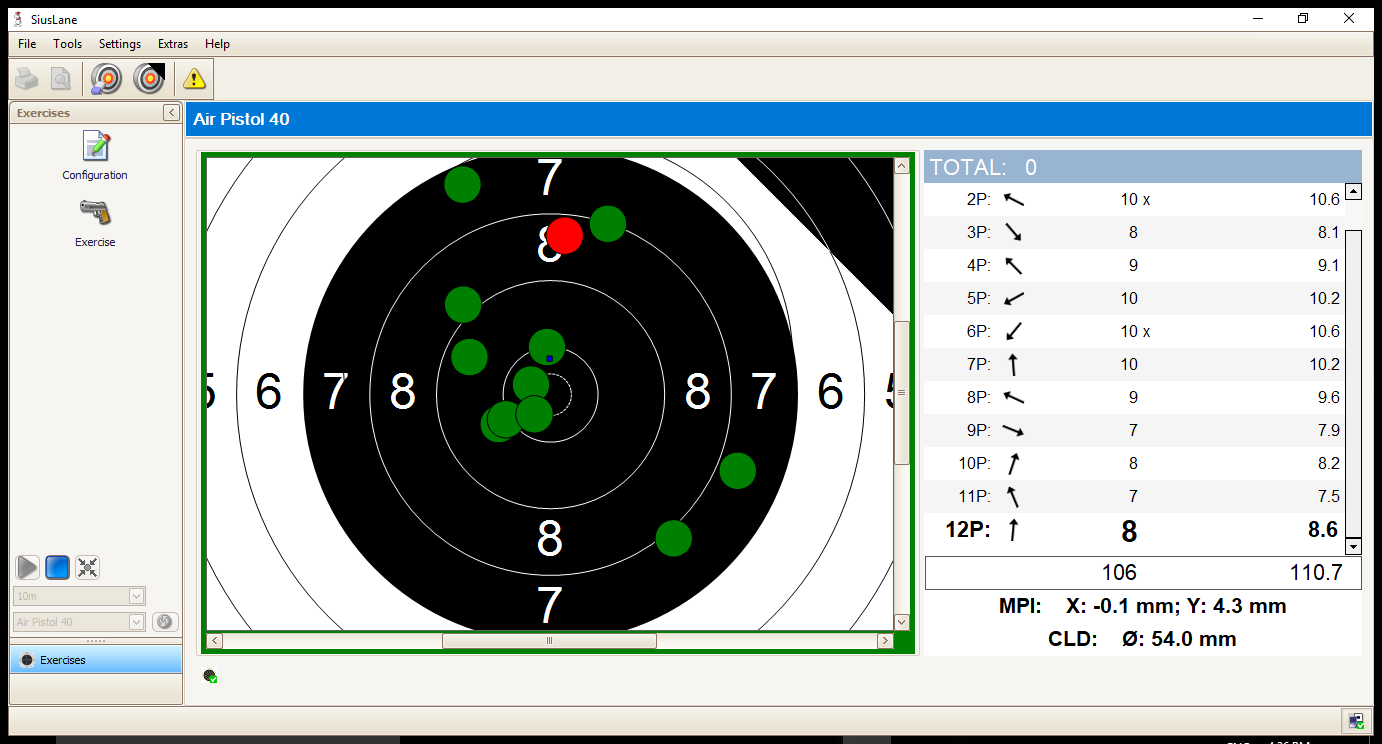 SiusLane
File Tools Settings Extras Help
Exercises
Configuration
Exercise
10m
Air Pistol 40
Exercises
Air Pistol 40
7
8
5 6 7 8 8 7 6 5
8
7
TOTAL: 0
2P: 10 x 10.6
3P: 8 8.1
4P: 9 9.1
5P: 10 10.2
6P: 10 x 10.6
7P: 10 10.2
8P: 9 9.6
9P: 7 7.9
10P: 8 8.2
11P: 7 7.5
12P: 8 8.6
106 110.7
MPI: X: -0.1 mm; Y: 4.3 mm
CLD: Ø: 54.0 mm